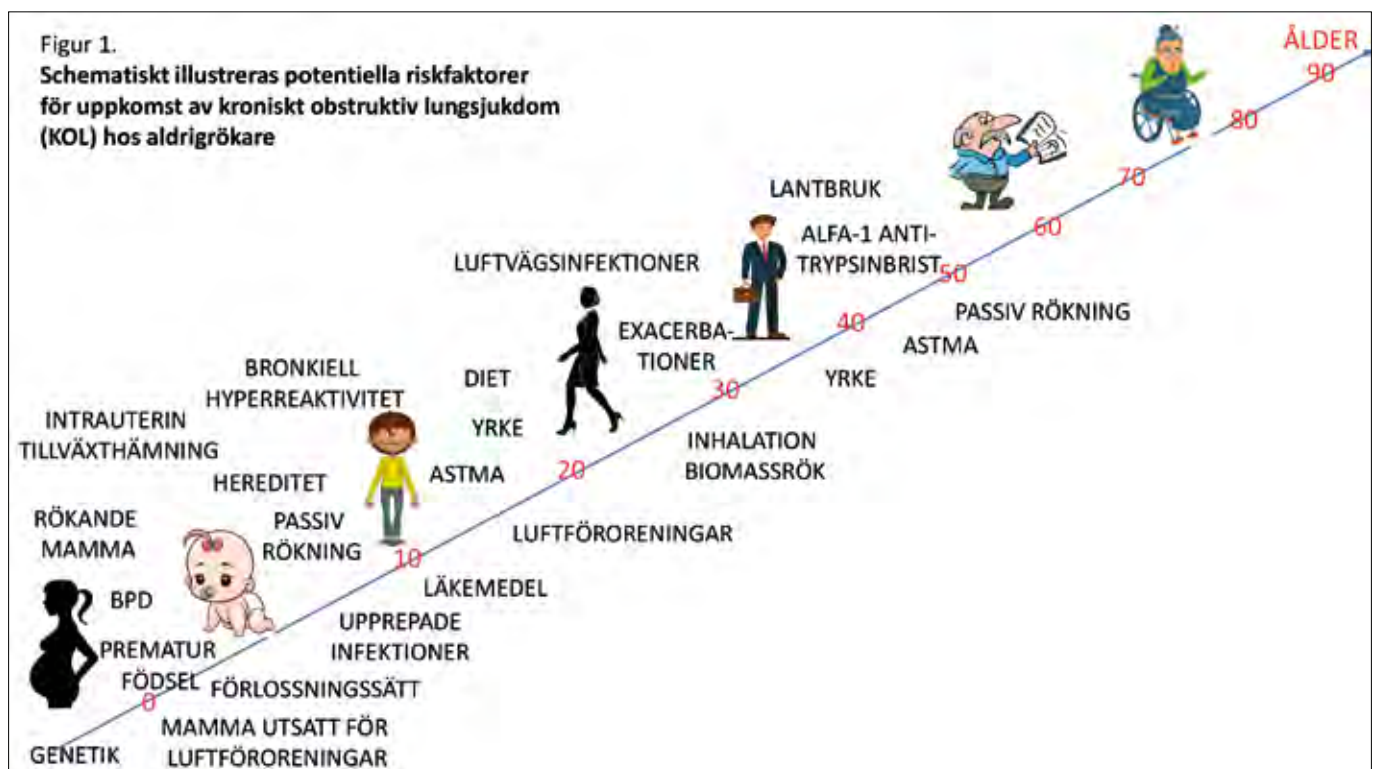 Figur 1.
Schematiskt illustreras potentiella riskfaktorer
för uppkomst av kroniskt obstruktiv lungsjukdom
(KOL) hos aldrigrökare
ÅLDER
90
80
70
60
50
40
30
20
10
0
LANTBRUK
ALFA-1 ANTI-
TRYPSINBRIST
LUFTVÄGSINFEKTIONER
EXACERBA-
TIONER
PASSIV RÖKNING
ASTMA
YRKE
BRONKIELL
HYPERREAKTIVITET
DIET
YRKE
ASTMA
INHALATION
BIOMASSRÖK
INTRAUTERIN
TILLVÄXTHÄMNING
HEREDITET
PASSIV
RÖKNING
LUFTFÖRORENINGAR
RÖKANDE
MAMMA
BPD
LÄKEMEDEL
UPPREPADE
INFEKTIONER
PREMATUR
FÖDSEL
FÖRLOSSNINGSSÄTT
MAMMA UTSATT FÖR
LUFTFÖRORENINGAR
GENETIK